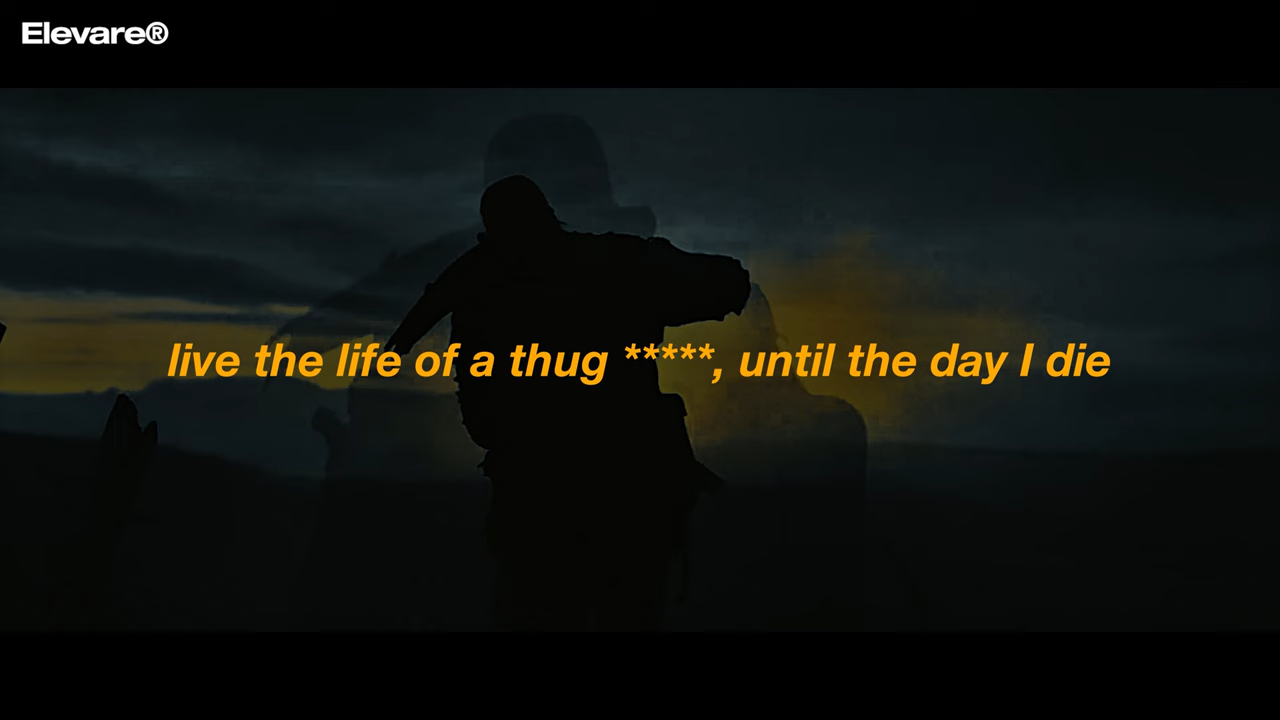 Elevare®
live the life of a thug *****, until the day I die